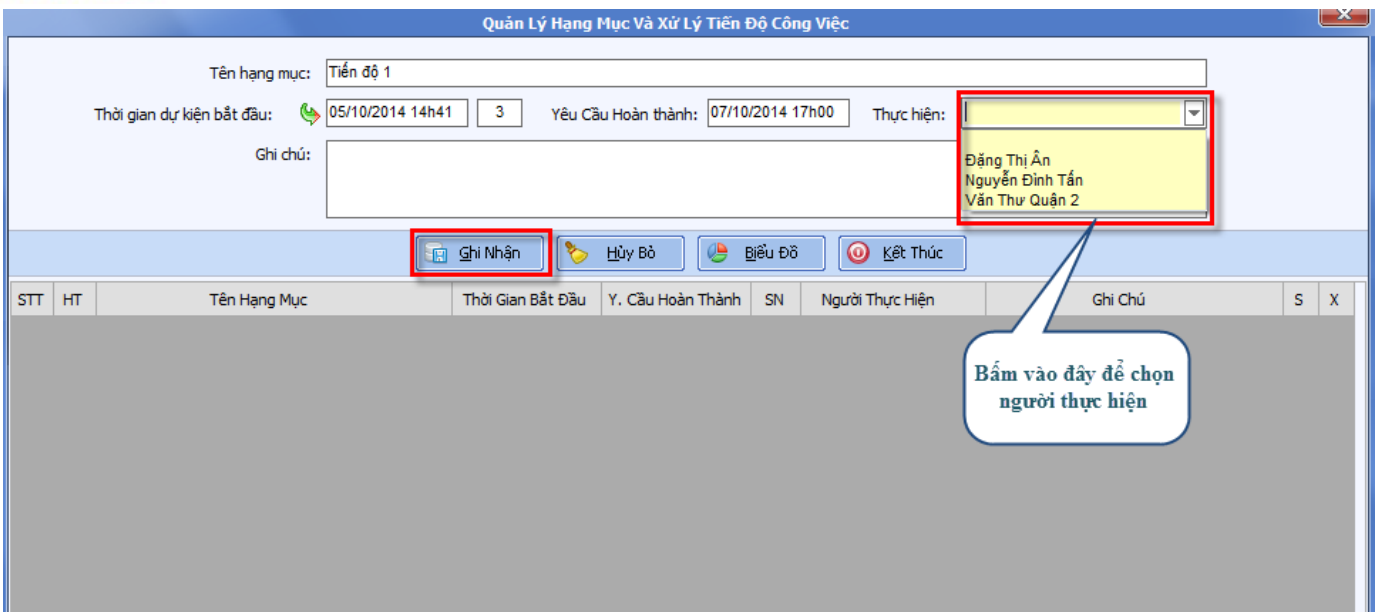 Quản Lý Hạng Mục Và Xử Lý Tiến Độ Công Việc
Tên hạng mục: Tiến độ 1
Thời gian dự kiến bắt đầu: 05/10/2014 14h41 3 Yêu Cầu Hoàn thành: 07/10/2014 17h00 Thực hiện:
Ghi chú:
Đặng Thị Ân
Nguyễn Đình Tấn
Văn Thư Quận 2
Ghi Nhận Hủy Bỏ Biểu Đồ Kết Thúc
STT HT Tên Hạng Mục Thời Gian Bắt Đầu Y. Cầu Hoàn Thành SN Người Thực Hiện Ghi Chú S X
Bấm vào đây để chọn
người thực hiện